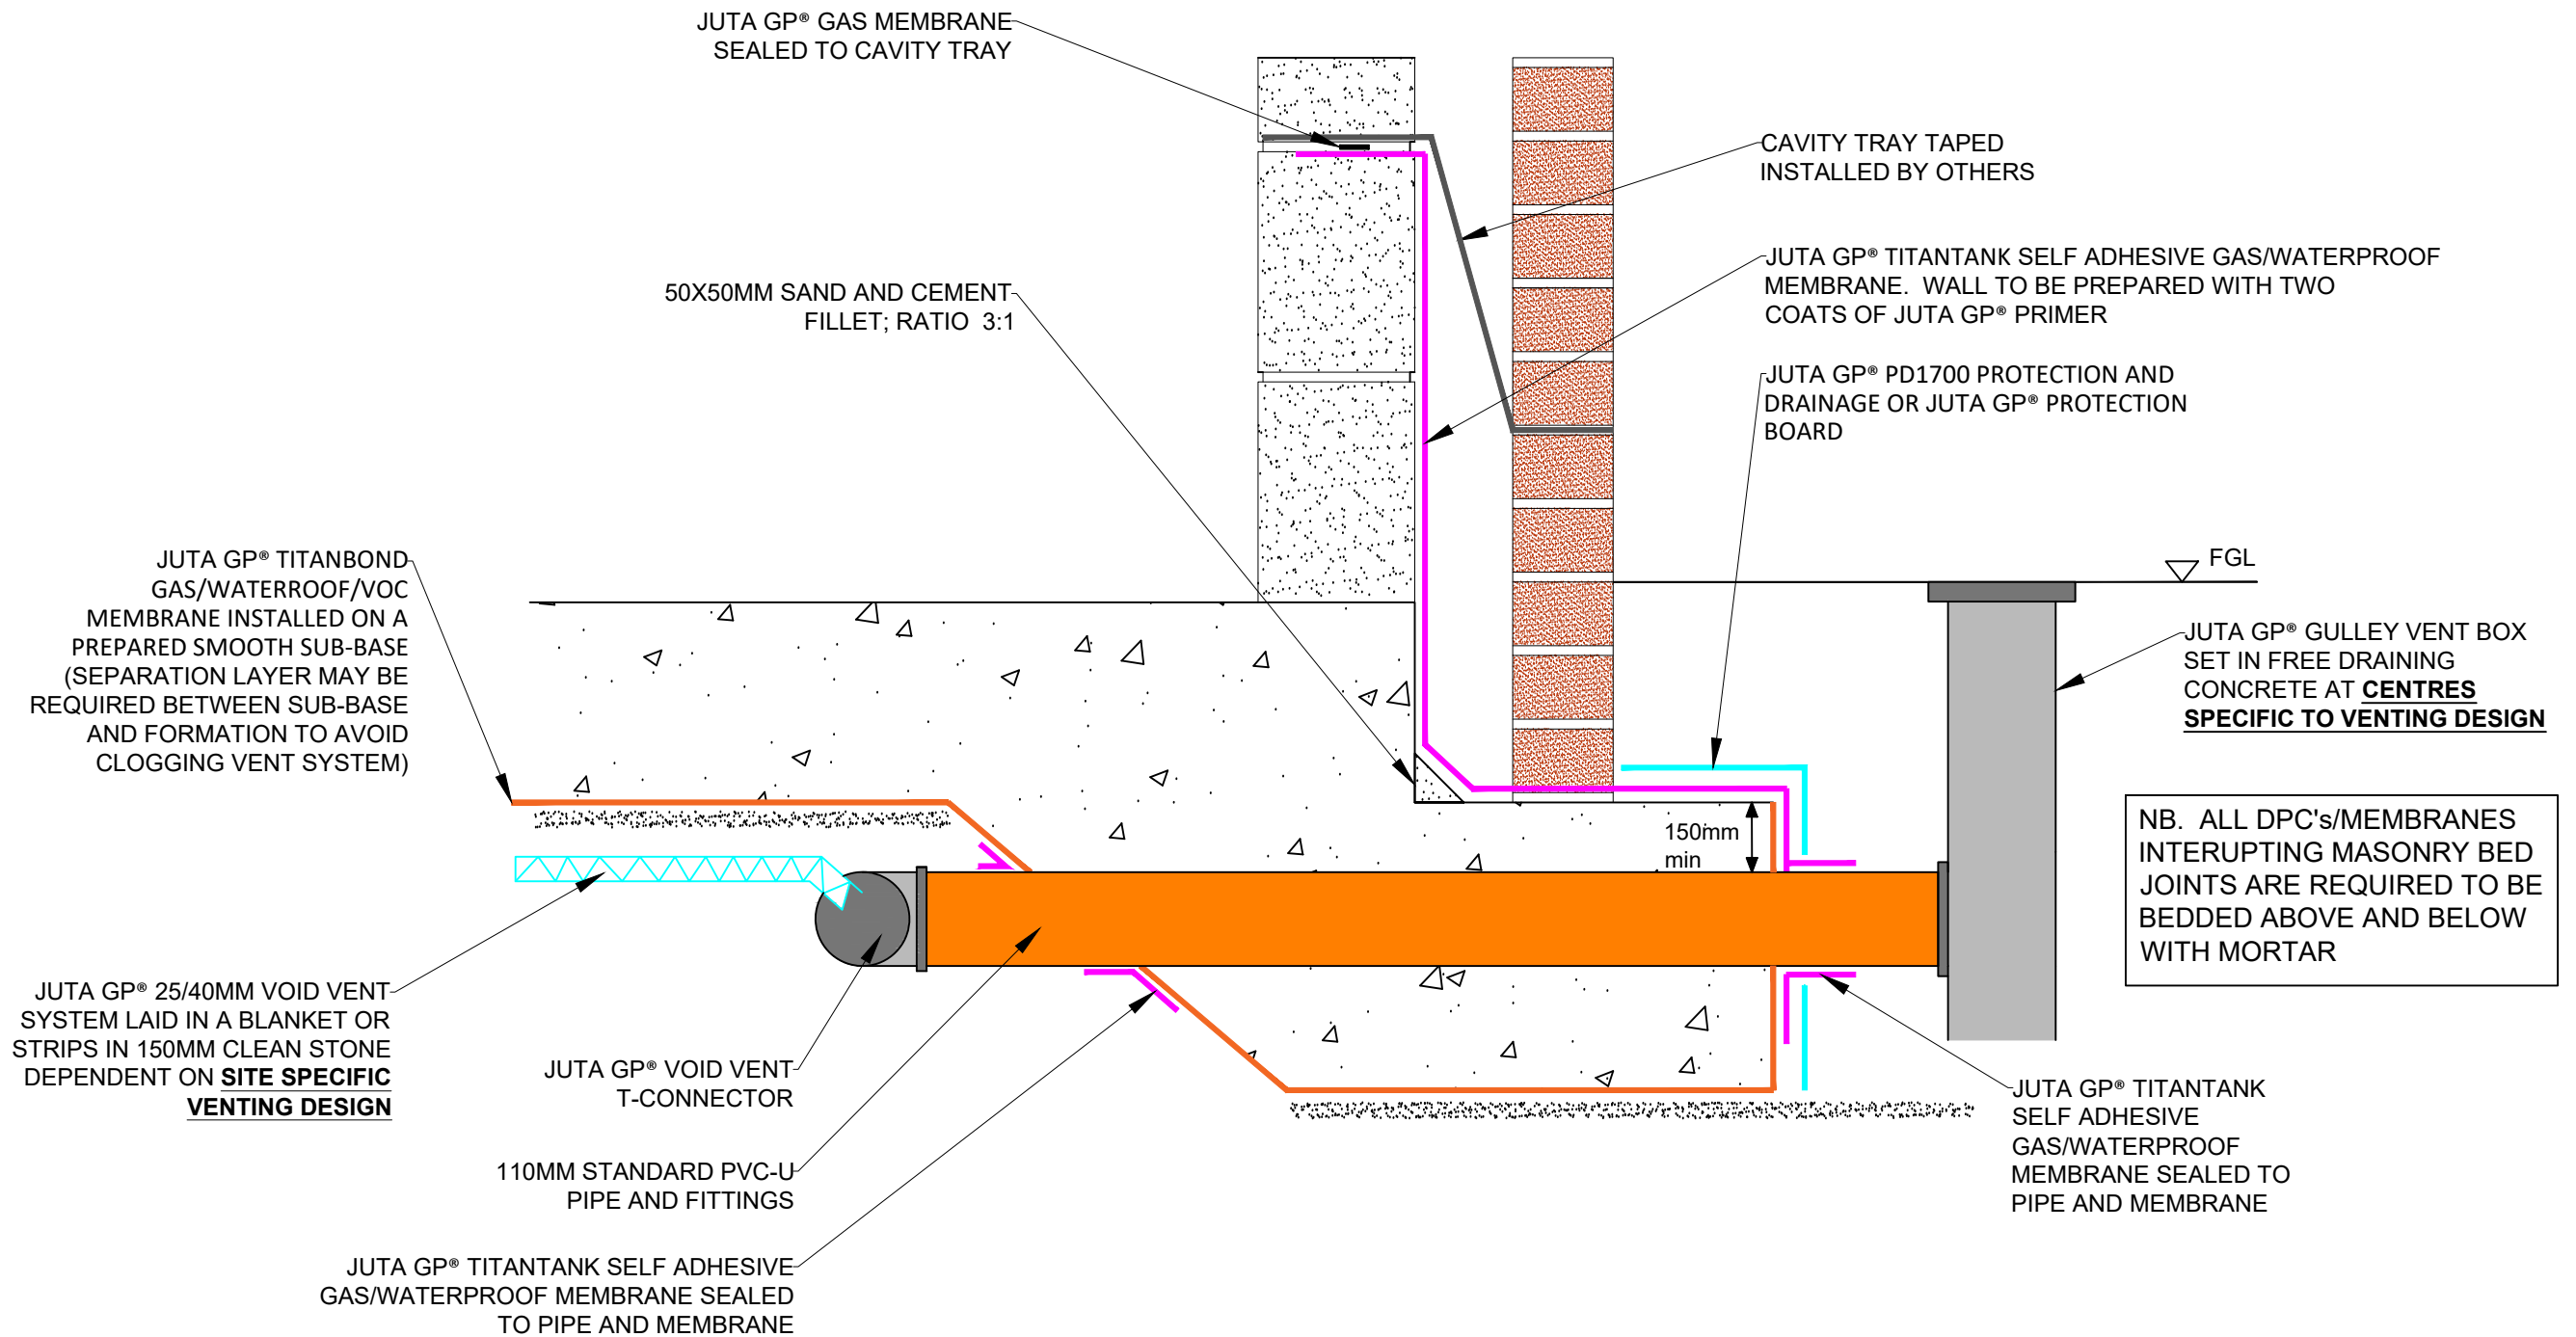 JUTA GP® GAS MEMBRANE
SEALED TO CAVITY TRAY
CAVITY TRAY TAPED
INSTALLED BY OTHERS
JUTA GP® TITANTANK SELF ADHESIVE GAS/WATERPROOF
MEMBRANE.  WALL TO BE PREPARED WITH TWO
COATS OF JUTA GP® PRIMER
50X50MM SAND AND CEMENT
FILLET; RATIO  3:1
JUTA GP® PD1700 PROTECTION AND
DRAINAGE OR JUTA GP® PROTECTION
BOARD
JUTA GP® TITANBOND
GAS/WATERROOF/VOC
MEMBRANE INSTALLED ON A
PREPARED SMOOTH SUB-BASE
(SEPARATION LAYER MAY BE
REQUIRED BETWEEN SUB-BASE
AND FORMATION TO AVOID
CLOGGING VENT SYSTEM)
FGL
JUTA GP® GULLEY VENT BOX
SET IN FREE DRAINING
CONCRETE AT CENTRES
SPECIFIC TO VENTING DESIGN
150mm
min
NB.  ALL DPC's/MEMBRANES
INTERUPTING MASONRY BED
JOINTS ARE REQUIRED TO BE
BEDDED ABOVE AND BELOW
WITH MORTAR
JUTA GP® 25/40MM VOID VENT
SYSTEM LAID IN A BLANKET OR
STRIPS IN 150MM CLEAN STONE
DEPENDENT ON SITE SPECIFIC
VENTING DESIGN
JUTA GP® VOID VENT
T-CONNECTOR
110MM STANDARD PVC-U
PIPE AND FITTINGS
JUTA GP® TITANTANK SELF ADHESIVE
GAS/WATERPROOF MEMBRANE SEALED
TO PIPE AND MEMBRANE
JUTA GP® TITANTANK
SELF ADHESIVE
GAS/WATERPROOF
MEMBRANE SEALED TO
PIPE AND MEMBRANE